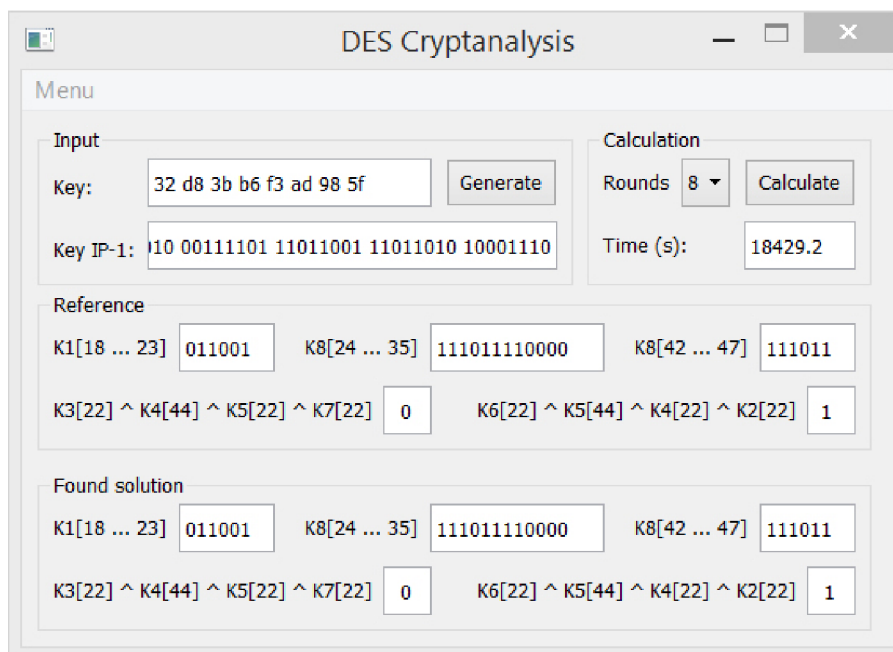 DES Cryptanalysis
Menu
Input
Calculation
Key: 32 d8 3b b6 f3 ad 98 5f Generate
Rounds 8 Calculate
Key IP-1: 010 00111101 11011001 11011010 10001110
Time (s): 18429.2
Reference
K1[18 ... 23] 011001 K8[24 ... 35] 111011110000 K8[42 ... 47] 111011
K3[22] ^ K4[44] ^ K5[22] ^ K7[22] 0 K6[22] ^ K5[44] ^ K4[22] ^ K2[22] 1
Found solution
K1[18 ... 23] 011001 K8[24 ... 35] 111011110000 K8[42 ... 47] 111011
K3[22] ^ K4[44] ^ K5[22] ^ K7[22] 0 K6[22] ^ K5[44] ^ K4[22] ^ K2[22] 1